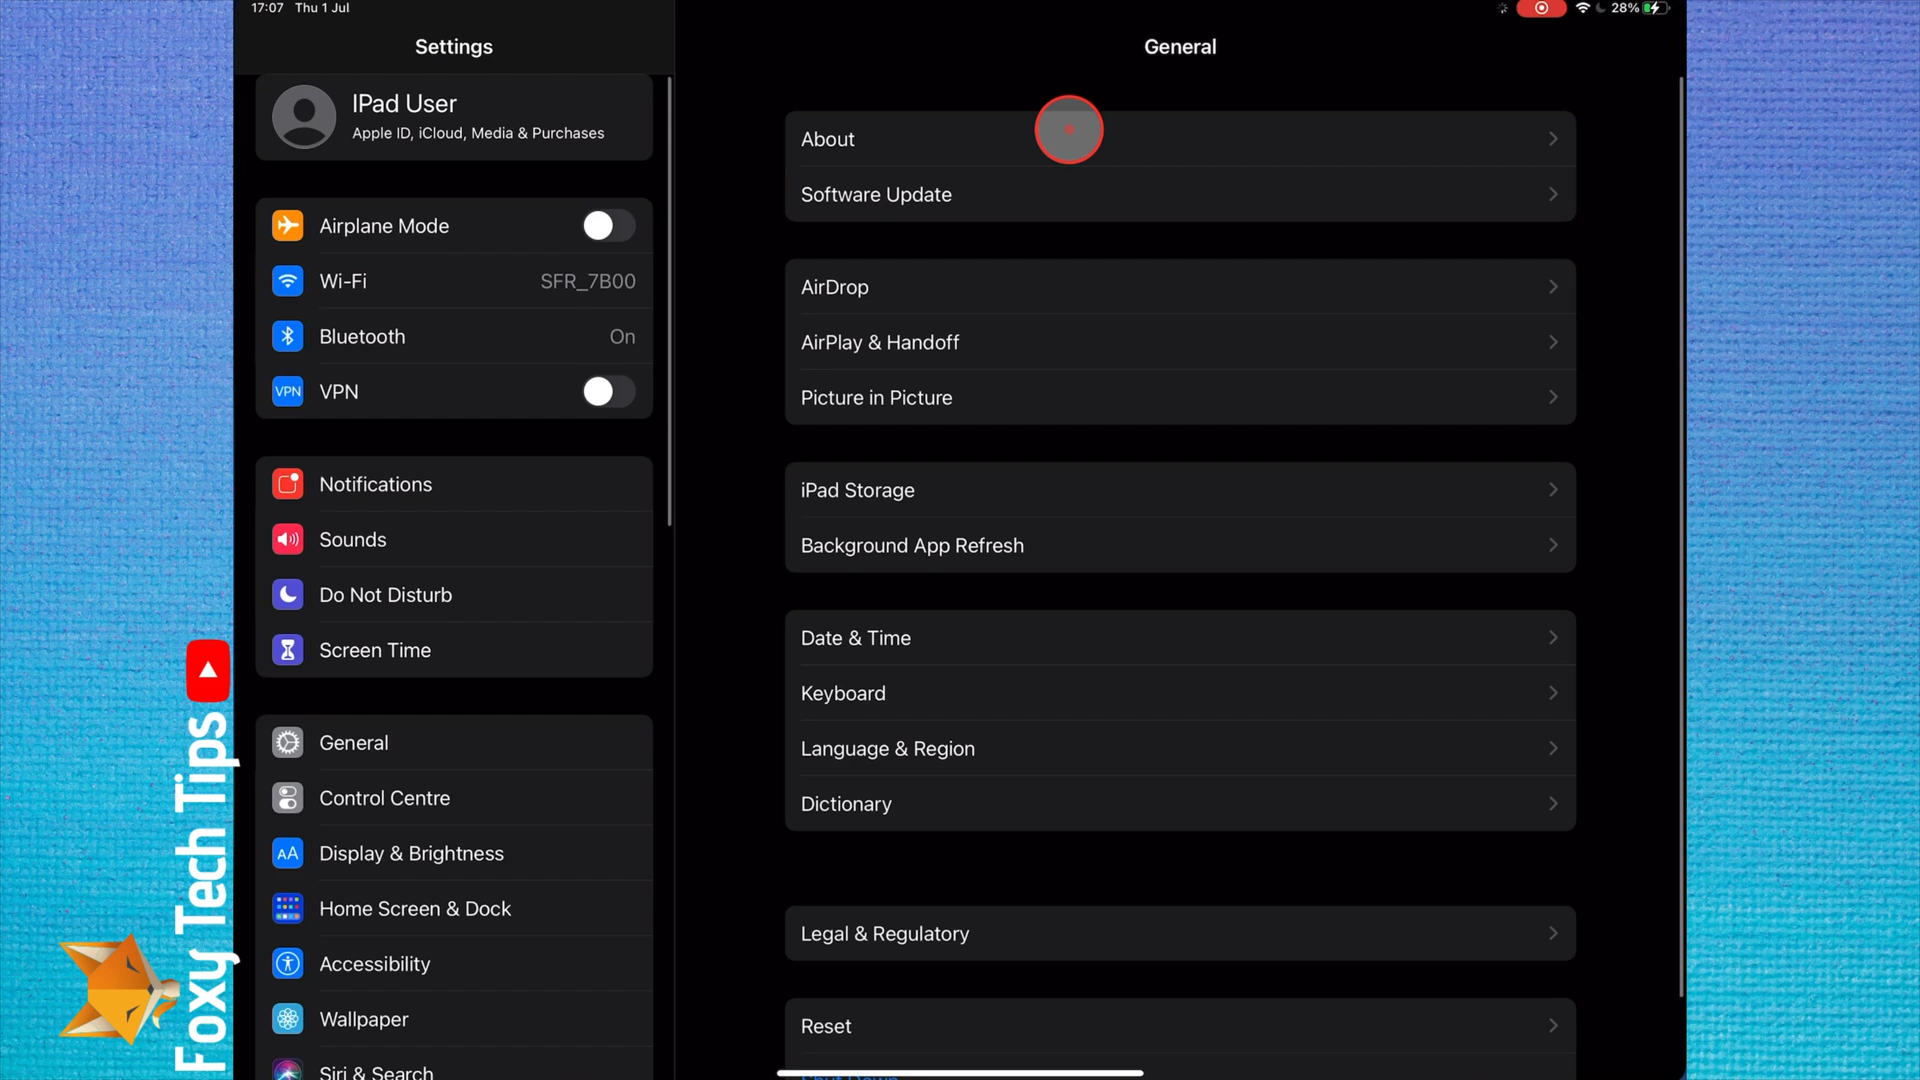 17:07 Thu 1 Jul
28%
Settings
General
IPad User
Apple ID, iCloud, Media & Purchases
Airplane Mode
Wi-Fi SFR_7B00
Bluetooth On
VPN VPN
Notifications
Sounds
Do Not Disturb
Screen Time
General
Control Centre
AA Display & Brightness
Home Screen & Dock
Accessibility
Wallpaper
Siri & Search
About
Software Update
AirDrop
AirPlay & Handoff
Picture in Picture
iPad Storage
Background App Refresh
Date & Time
Keyboard
Language & Region
Dictionary
Legal & Regulatory
Reset
Shut Down
Foxy Tech Tips